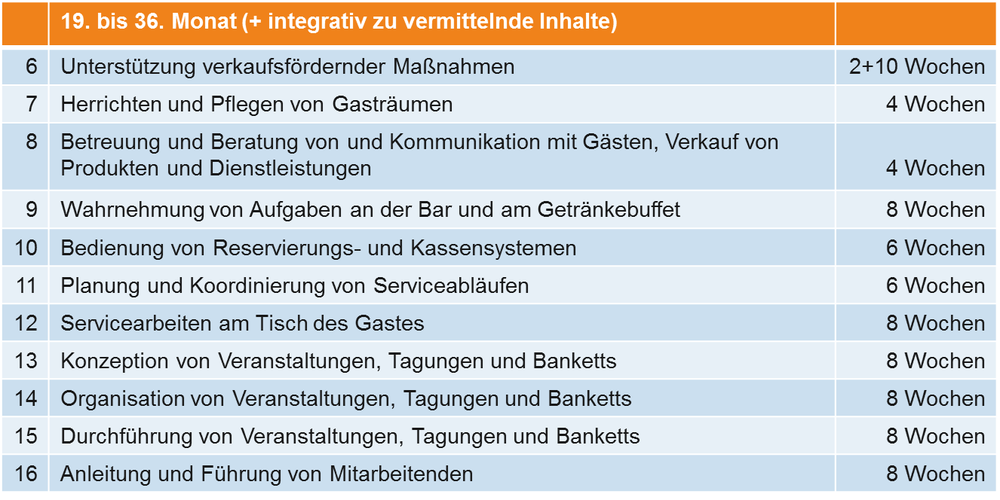 19. bis 36. Monat (+ integrativ zu vermittelnde Inhalte)
6 Unterstützung verkaufsfördernder Maßnahmen 2+10 Wochen
7 Herrichten und Pflegen von Gasträumen 4 Wochen
8 Betreuung und Beratung von und Kommunikation mit Gästen, Verkauf von
Produkten und Dienstleistungen 4 Wochen
9 Wahrnehmung von Aufgaben an der Bar und am Getränkebuffet 8 Wochen
10 Bedienung von Reservierungs- und Kassensystemen 6 Wochen
11 Planung und Koordinierung von Serviceabläufen 6 Wochen
12 Servicearbeiten am Tisch des Gastes 8 Wochen
13 Konzeption von Veranstaltungen, Tagungen und Banketts 8 Wochen
14 Organisation von Veranstaltungen, Tagungen und Banketts 8 Wochen
15 Durchführung von Veranstaltungen, Tagungen und Banketts 8 Wochen
16 Anleitung und Führung von Mitarbeitenden 8 Wochen